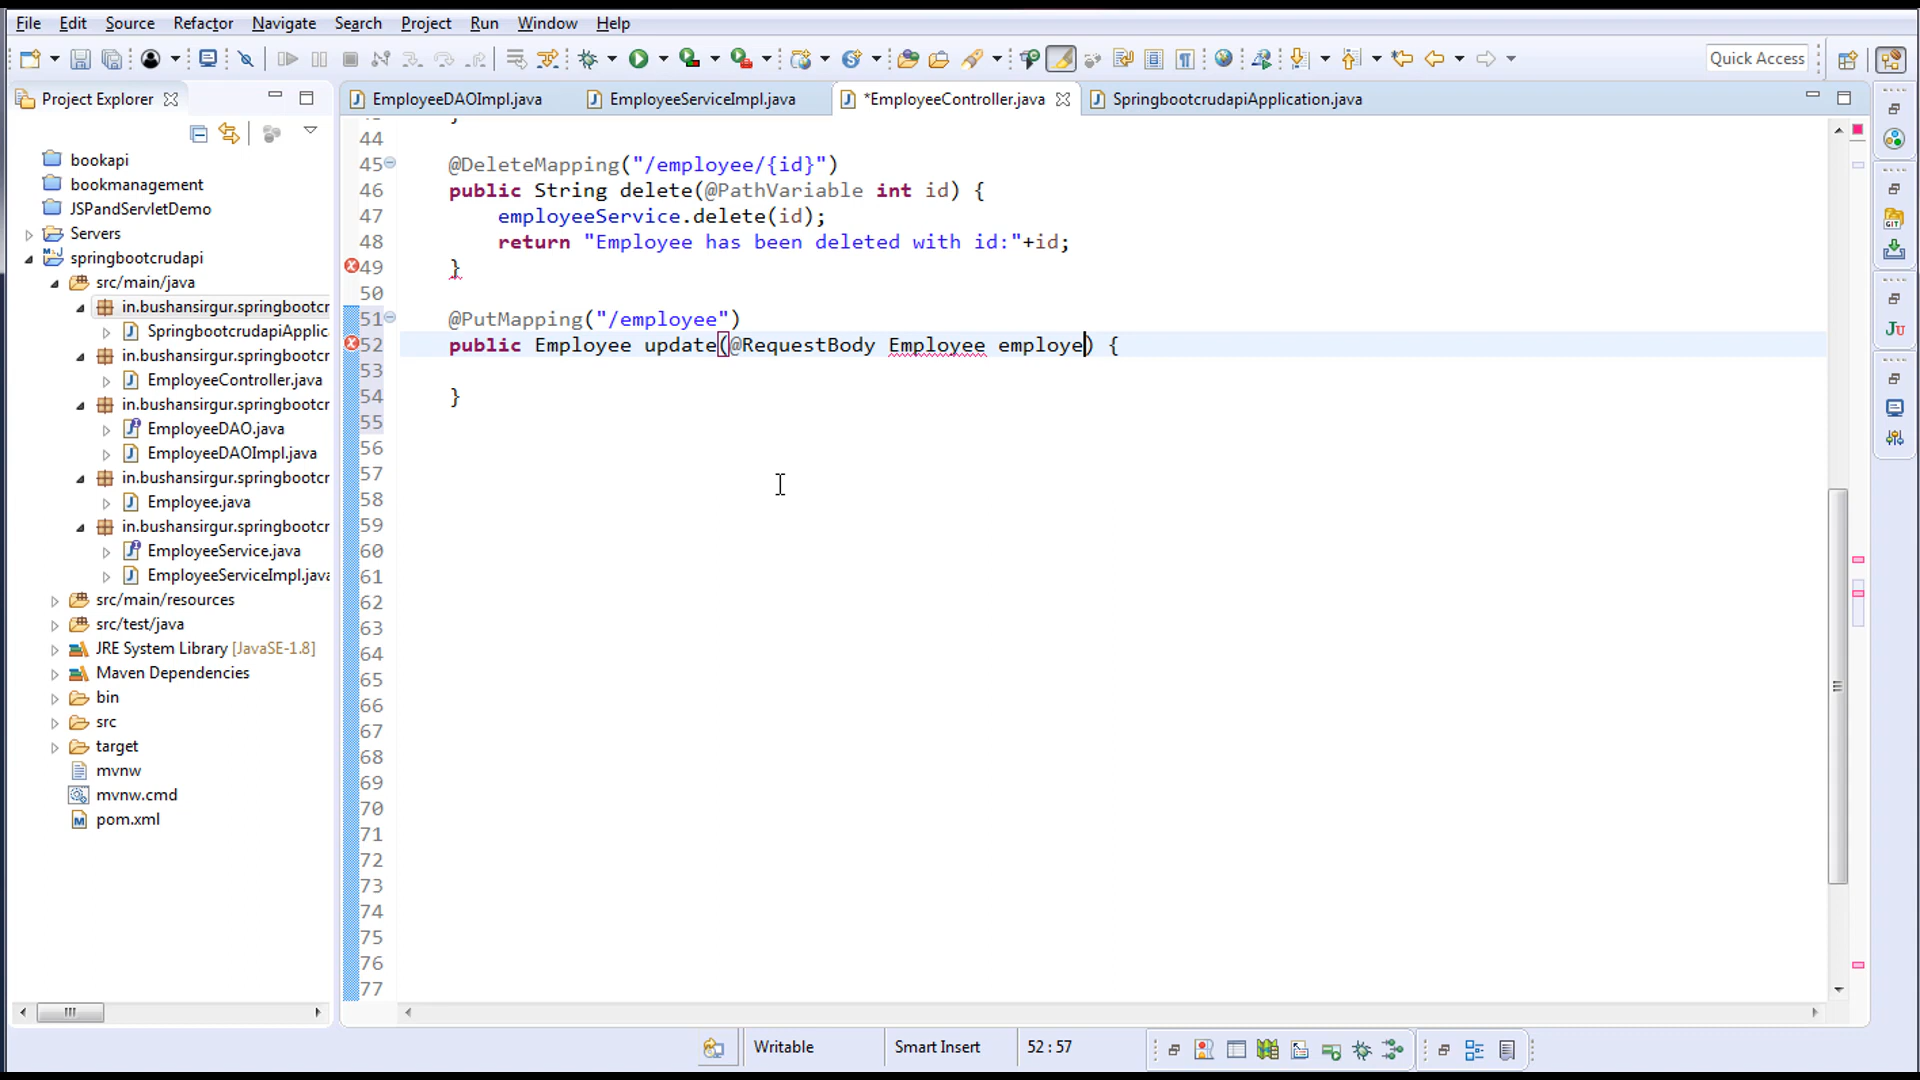 File Edit Source Refactor Navigate Search Project Run Window Help
Quick Access
Project Explorer
EmployeeDAOImpl.java
EmployeeServiceImpl.java
*EmployeeController.java
SpringbootcrudapiApplication.java
bookapi
bookmanagement
JSPandServletDemo
Servers
springbootcrudapi
src/main/java
in.bushansirgur.springbootcr
SpringbootcrudapiApplic
in.bushansirgur.springbootcr
EmployeeController.java
in.bushansirgur.springbootcr
EmployeeDAO.java
EmployeeDAOImpl.java
in.bushansirgur.springbootcr
Employee.java
in.bushansirgur.springbootcr
EmployeeService.java
EmployeeServiceImpl.java
src/main/resources
src/test/java
JRE System Library [JavaSE-1.8]
Maven Dependencies
bin
src
target
mvnw
mvnw.cmd
pom.xml
44
45 @DeleteMapping("/employee/{id}")
46 public String delete(@PathVariable int id) {
47 employeeService.delete(id);
48 return "Employee has been deleted with id:"+id;
49 }
50
51 @PutMapping("/employee")
52 public Employee update(@RequestBody Employee employe) {
53
54 }
55
56
57
58
59
60
61
62
63
64
65
66
67
68
69
70
71
72
73
74
75
76
77
Writable
Smart Insert
52 : 57